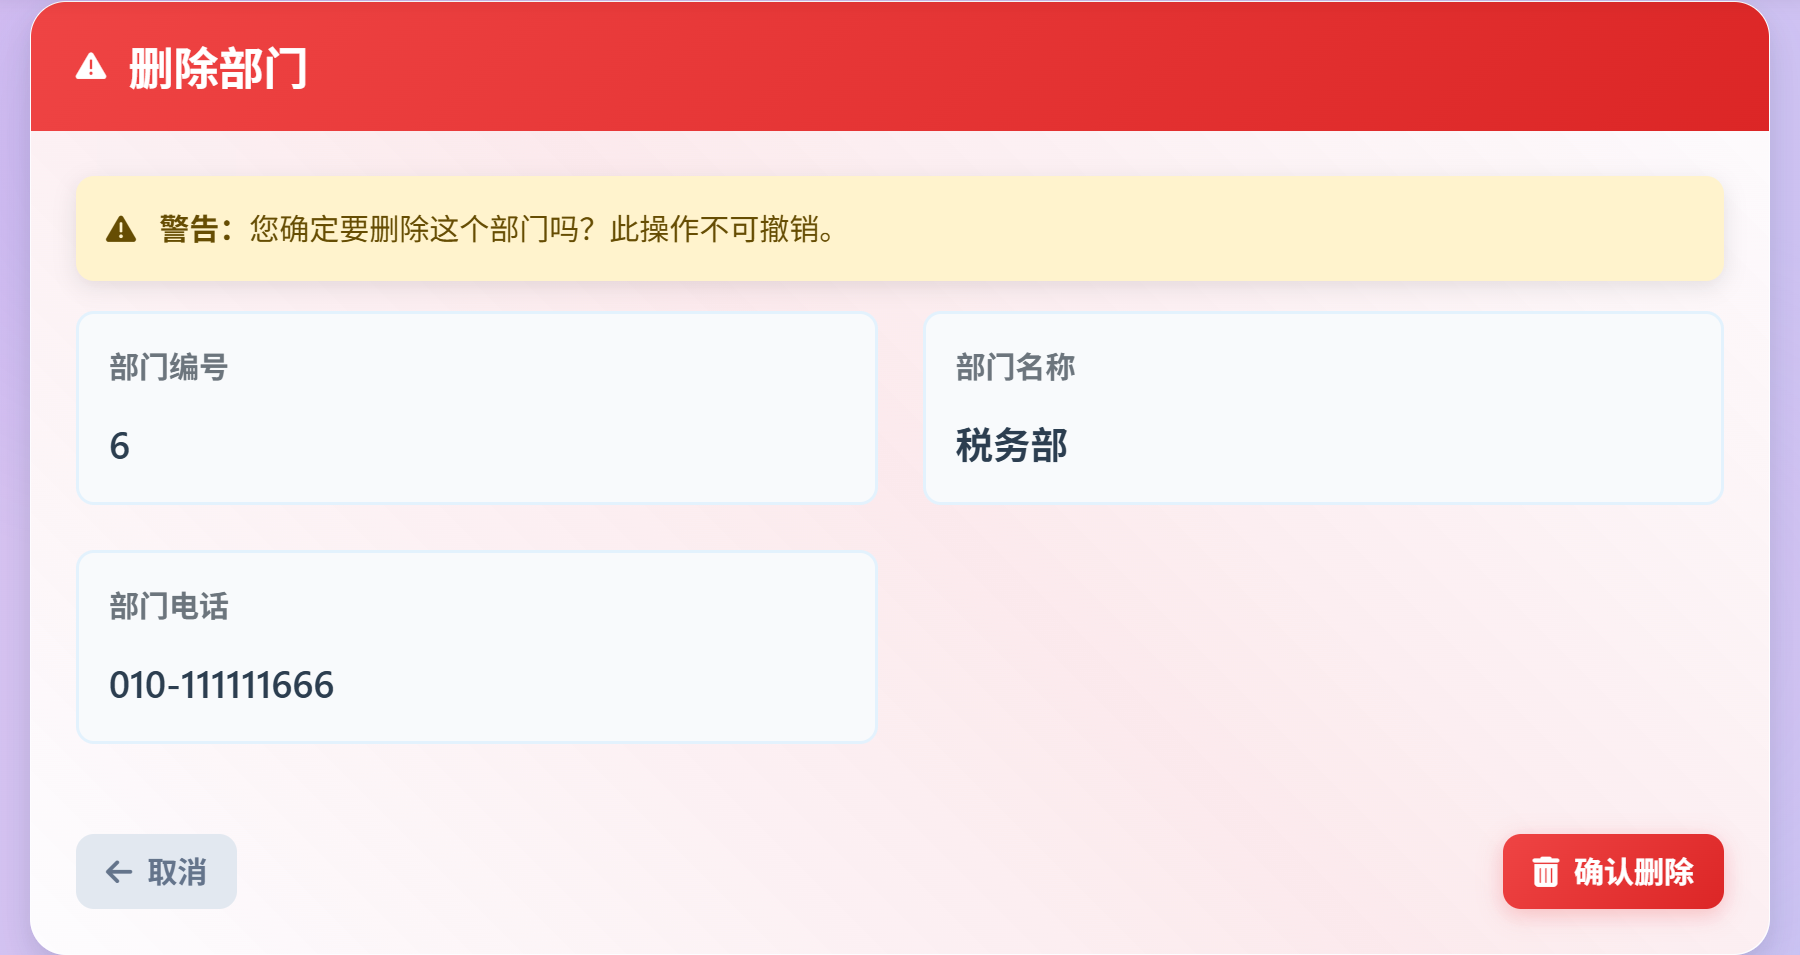 删除部门
警告：您确定要删除这个部门吗？此操作不可撤销。
部门编号
6
部门名称
税务部
部门电话
010-111111666
取消
确认删除